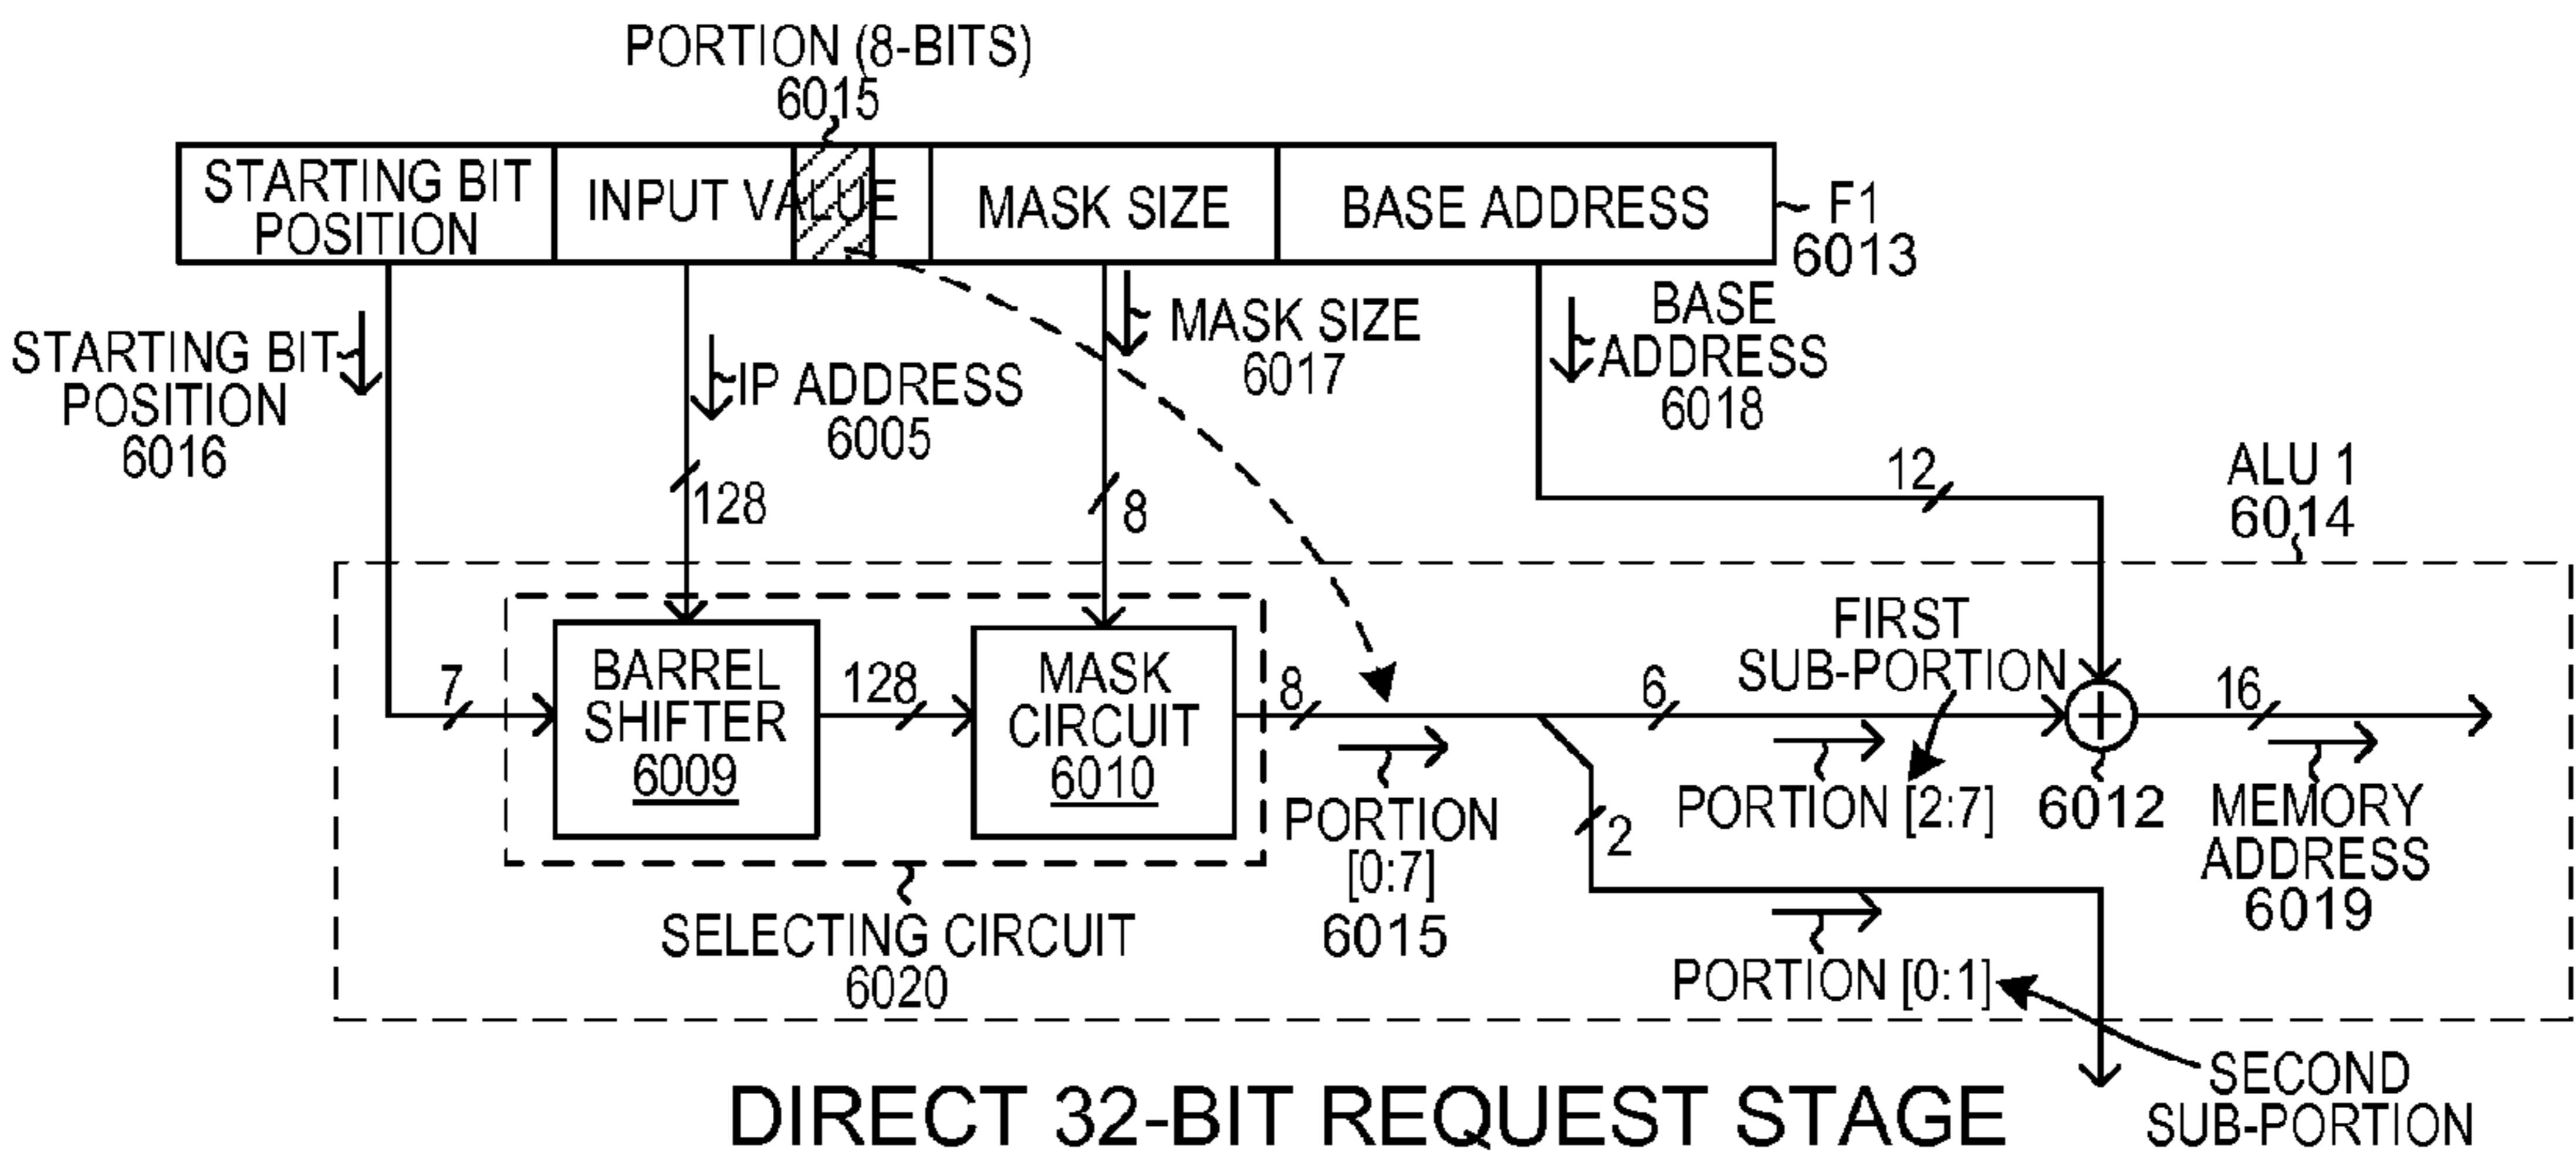 PORTION (8-BITS)
6015
STARTING BIT
POSITION
INPUT VALUE
MASK SIZE
BASE ADDRESS
F1
6013
STARTING BIT
POSITION
6016
IP ADDRESS
6005
128
MASK SIZE
6017
8
BASE
ADDRESS
6018
12
ALU 1
6014
7
BARREL
SHIFTER
6009
128
MASK
CIRCUIT
6010
8
PORTION
[0:7]
6015
6
FIRST
SUB-PORTION
PORTION [2:7]
6012
16
MEMORY
ADDRESS
6019
2
PORTION [0:1]
SELECTING CIRCUIT
6020
SECOND
SUB-PORTION
DIRECT 32-BIT REQUEST STAGE